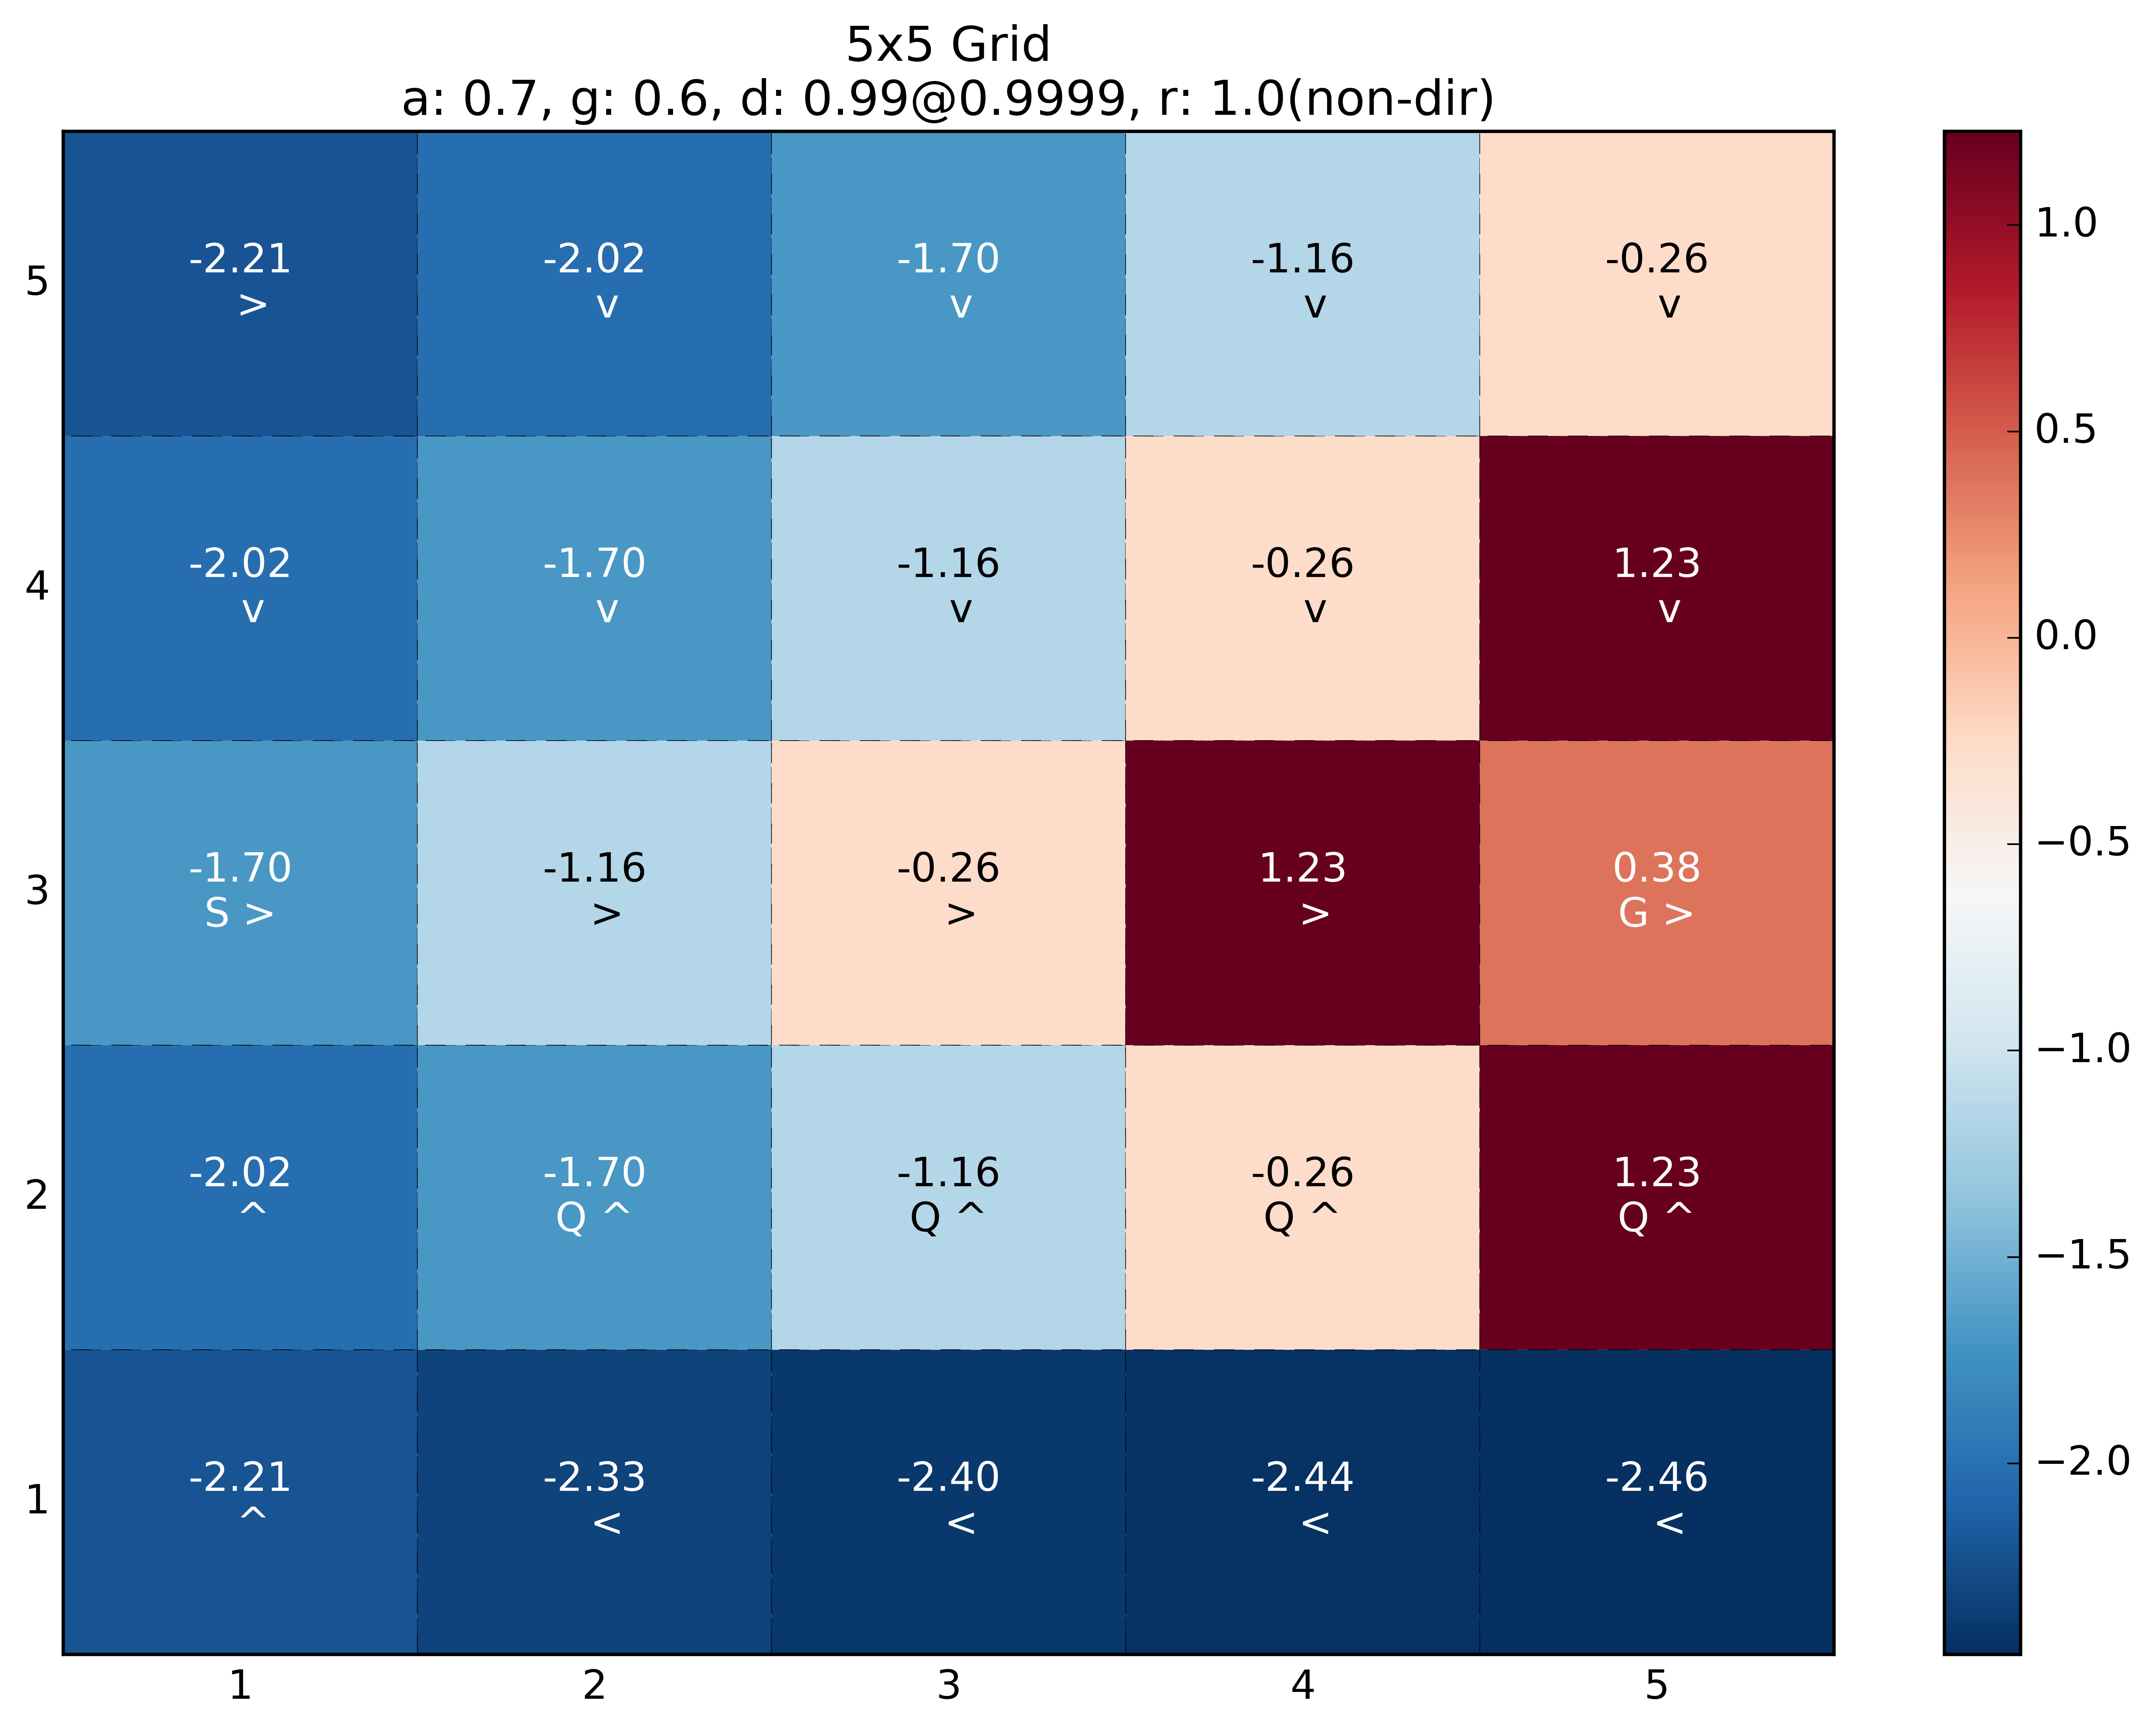 5x5 Grid
a: 0.7, g: 0.6, d: 0.99@0.9999, r: 1.0(non-dir)
5
-2.21 -2.02 -1.70 -1.16 -0.26
> v v v v
4
-2.02 -1.70 -1.16 -0.26 1.23
v v v v v
3
-1.70 -1.16 -0.26 1.23 0.38
S > > > > G >
2
-2.02 -1.70 -1.16 -0.26 1.23
^ Q ^ Q ^ Q ^ Q ^
1
-2.21 -2.33 -2.40 -2.44 -2.46
^ < < < <
1 2 3 4 5
1.0
0.5
0.0
−0.5
−1.0
−1.5
−2.0